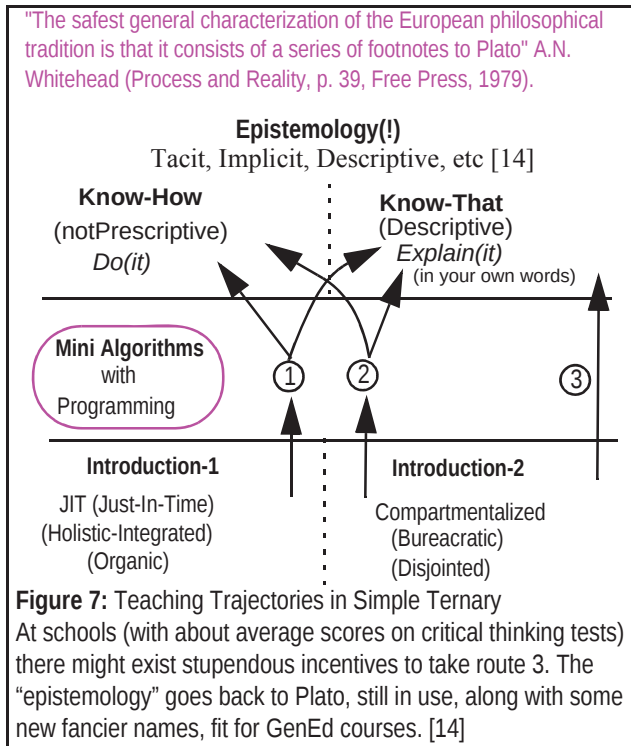 "The safest general characterization of the European philosophical
tradition is that it consists of a series of footnotes to Plato" A.N.
Whitehead (Process and Reality, p. 39, Free Press, 1979).
Epistemology(!)
Tacit, Implicit, Descriptive, etc [14]
Know-How
(notPrescriptive)
Do(it)
Know-That
(Descriptive)
Explain(it)
(in your own words)
Mini Algorithms
with
Programming
1
2
3
Introduction-1
JIT (Just-In-Time)
(Holistic-Integrated)
(Organic)
Introduction-2
Compartmentalized
(Bureacratic)
(Disjointed)
Figure 7: Teaching Trajectories in Simple Ternary
At schools (with about average scores on critical thinking tests)
there might exist stupendous incentives to take route 3. The
“epistemology” goes back to Plato, still in use, along with some
new fancier names, fit for GenEd courses. [14]